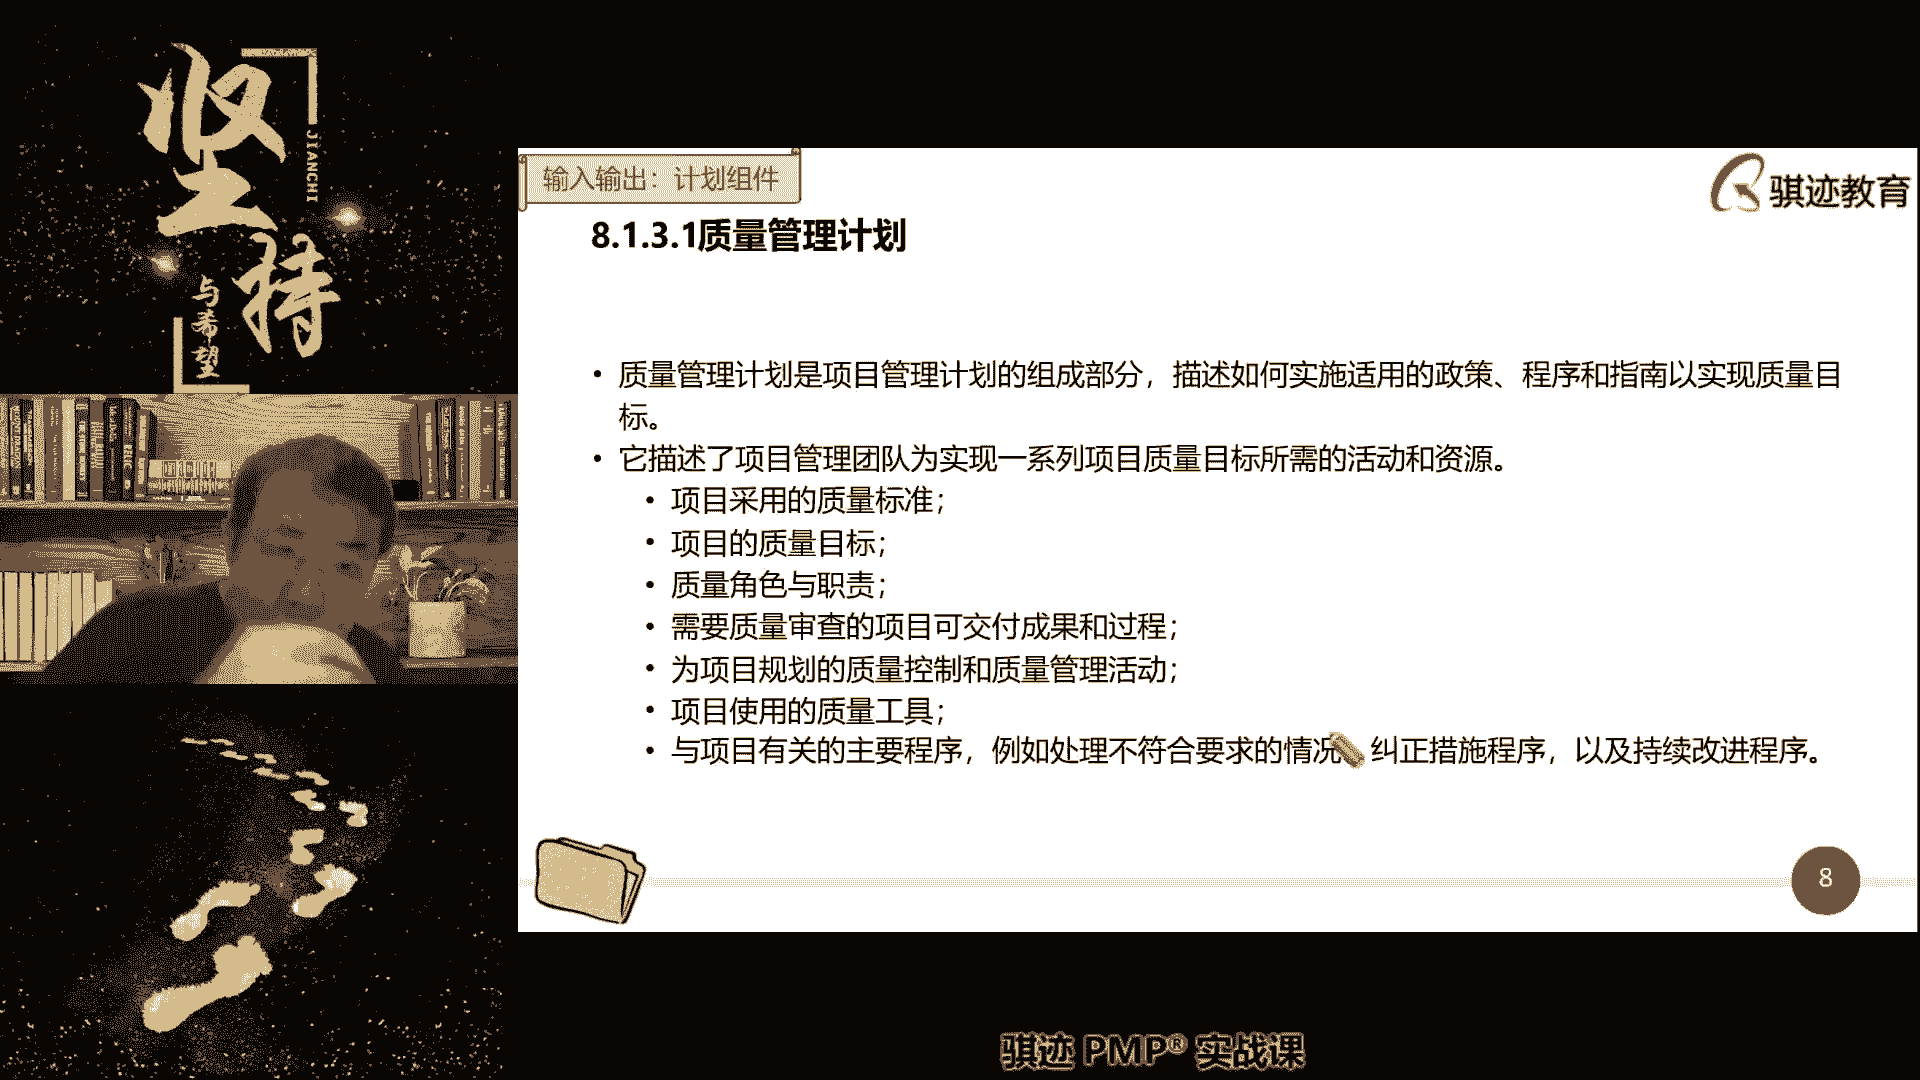 坚持
JIANCHI
与希望
输入输出：计划组件
骐迹教育
8.1.3.1质量管理计划
• 质量管理计划是项目管理计划的组成部分，描述如何实施适用的政策、程序和指南以实现质量目
标。
• 它描述了项目管理团队为实现一系列项目质量目标所需的活动和资源。
• 项目采用的质量标准；
• 项目的质量目标；
• 质量角色与职责；
• 需要质量审查的项目可交付成果和过程；
• 为项目规划的质量控制和质量管理活动；
• 项目使用的质量工具；
• 与项目有关的主要程序，例如处理不符合要求的情况 纠正措施程序，以及持续改进程序。
8
骐迹 PMP® 实战课